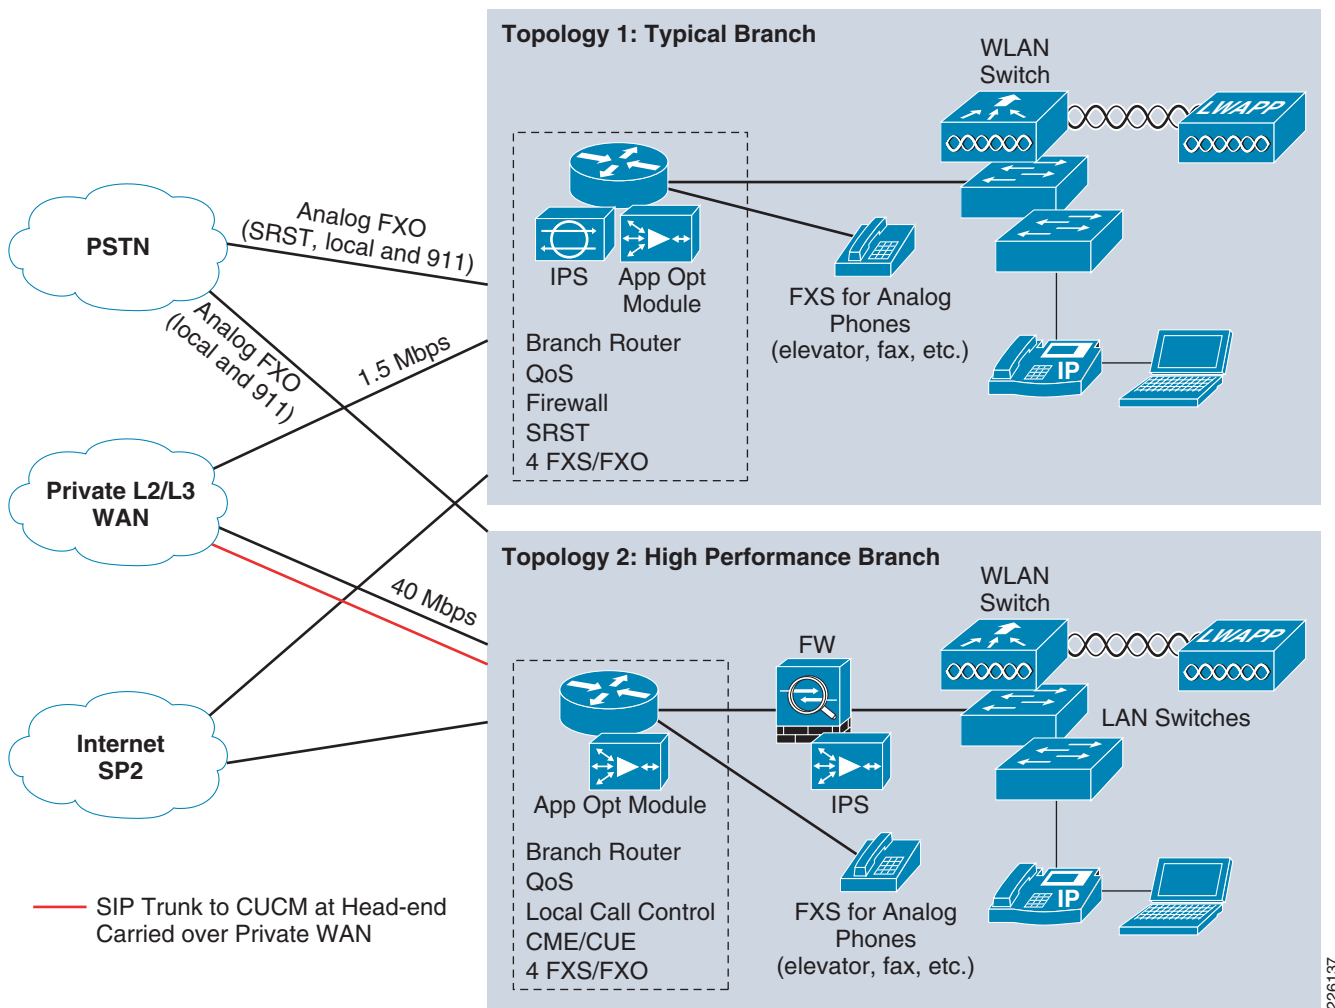 Topology 1: Typical Branch
WLAN
Switch
LWAPP
PSTN
Analog FXO
(SRST, local and 911)
IPS
App Opt
Module
FXS for Analog
Phones
(elevator, fax, etc.)
IP
Analog FXO
(local and 911)
1.5 Mbps
Branch Router
QoS
Firewall
SRST
4 FXS/FXO
Private L2/L3
WAN
40 Mbps
Topology 2: High Performance Branch
WLAN
Switch
LWAPP
FW
LAN Switches
Internet
SP2
App Opt Module
IPS
Branch Router
QoS
Local Call Control
CME/CUE
4 FXS/FXO
FXS for Analog
Phones
(elevator, fax, etc.)
IP
SIP Trunk to CUCM at Head-end
Carried over Private WAN
226137